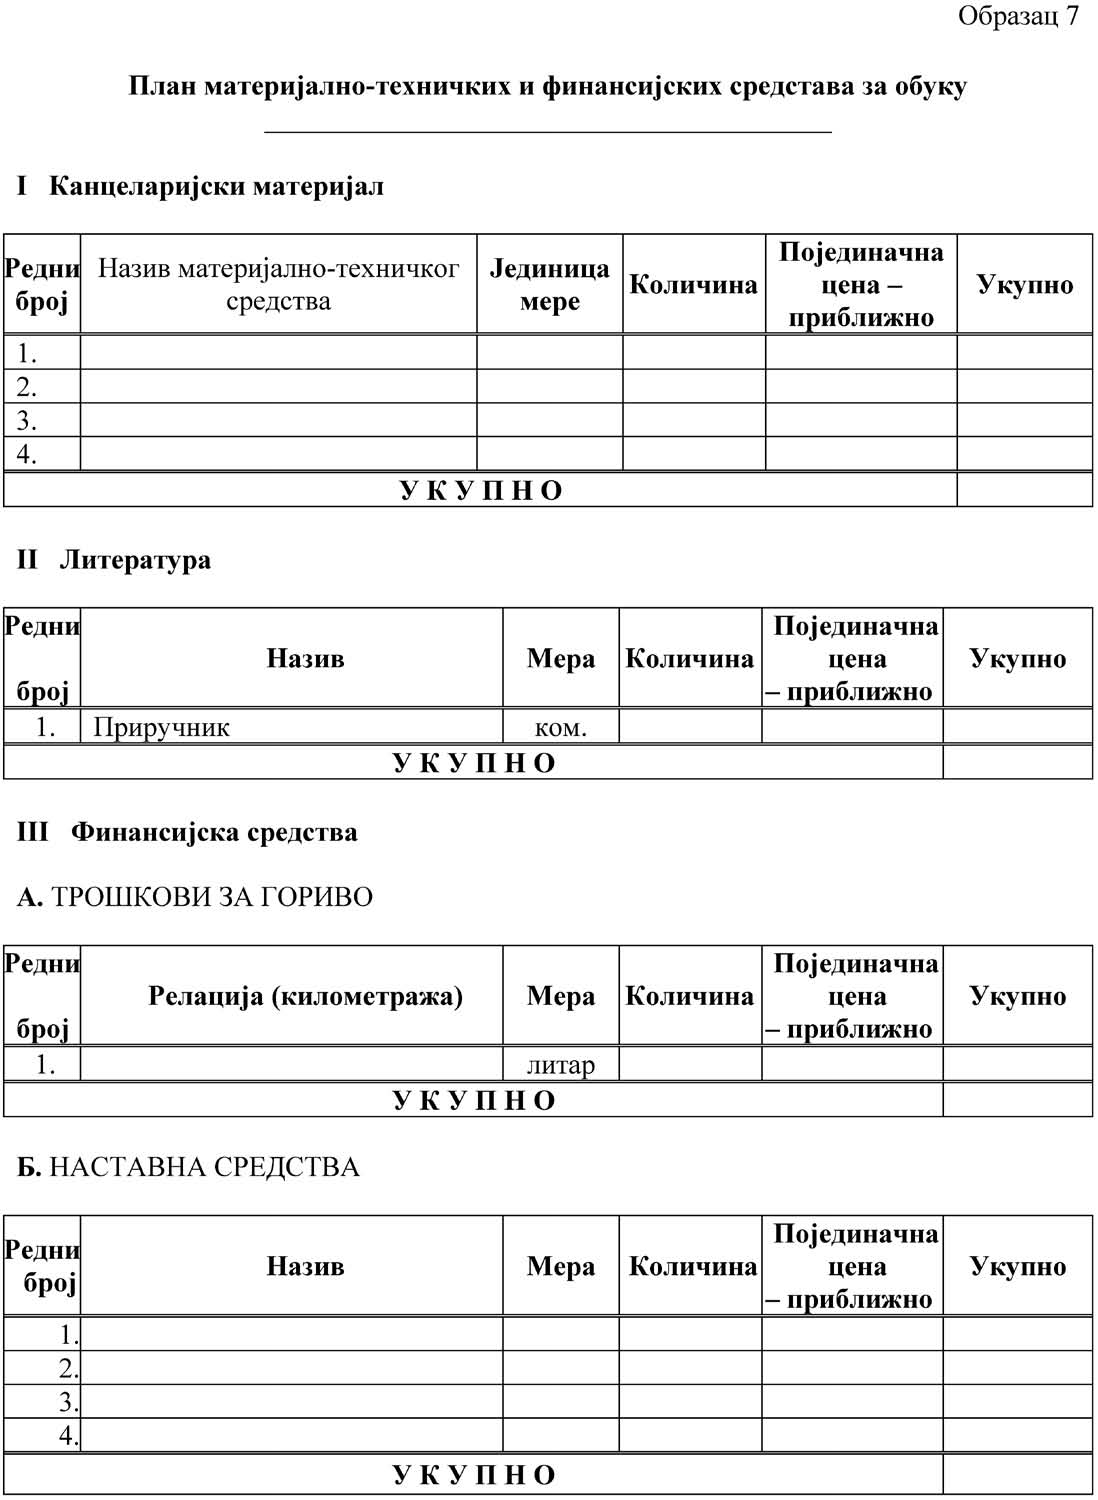 Образац 7
План материјално-техничких и финансијских средстава за обуку
I Канцеларијски материјал
Редни број Назив материјално-техничког средства Јединица мере Количина Појединачна цена – приближно Укупно
1.
2.
3.
4.
У К У П Н О
II Литература
Редни број Назив Мера Количина Појединачна цена – приближно Укупно
1. Приручник ком.
У К У П Н О
III Финансијска средства
А. ТРОШКОВИ ЗА ГОРИВО
Редни број Релација (километража) Мера Количина Појединачна цена – приближно Укупно
1. литар
У К У П Н О
Б. НАСТАВНА СРЕДСТВА
Редни број Назив Мера Количина Појединачна цена – приближно Укупно
1.
2.
3.
4.
У К У П Н О